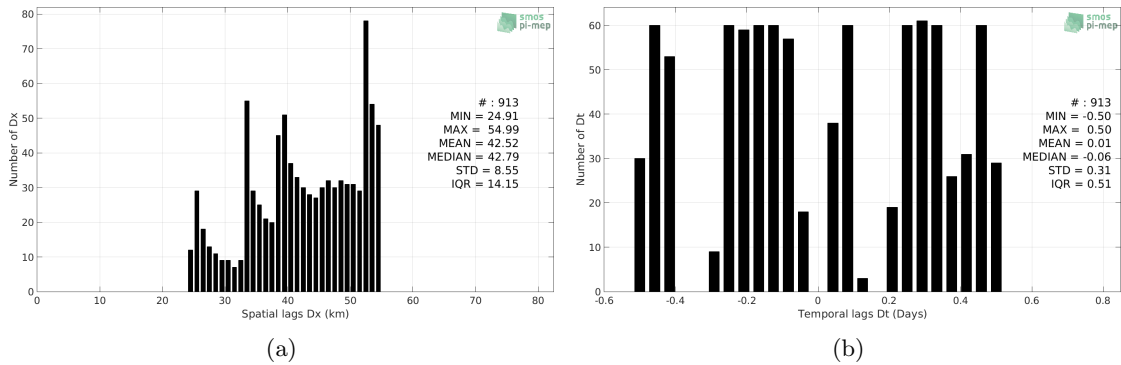 80
70
60
50
40
30
20
10
0
Number of Dx
0 10 20 30 40 50 60 70 80
Spatial lags Dx (km)
smos
pi-mep
# : 913
MIN = 24.91
MAX = 54.99
MEAN = 42.52
MEDIAN = 42.79
STD = 8.55
IQR = 14.15
(a)
60
50
40
30
20
10
0
Number of Dt
-0.6 -0.4 -0.2 0 0.2 0.4 0.6 0.8
Temporal lags Dt (Days)
smos
pi-mep
# : 913
MIN = -0.50
MAX = 0.50
MEAN = 0.01
MEDIAN = -0.06
STD = 0.31
IQR = 0.51
(b)